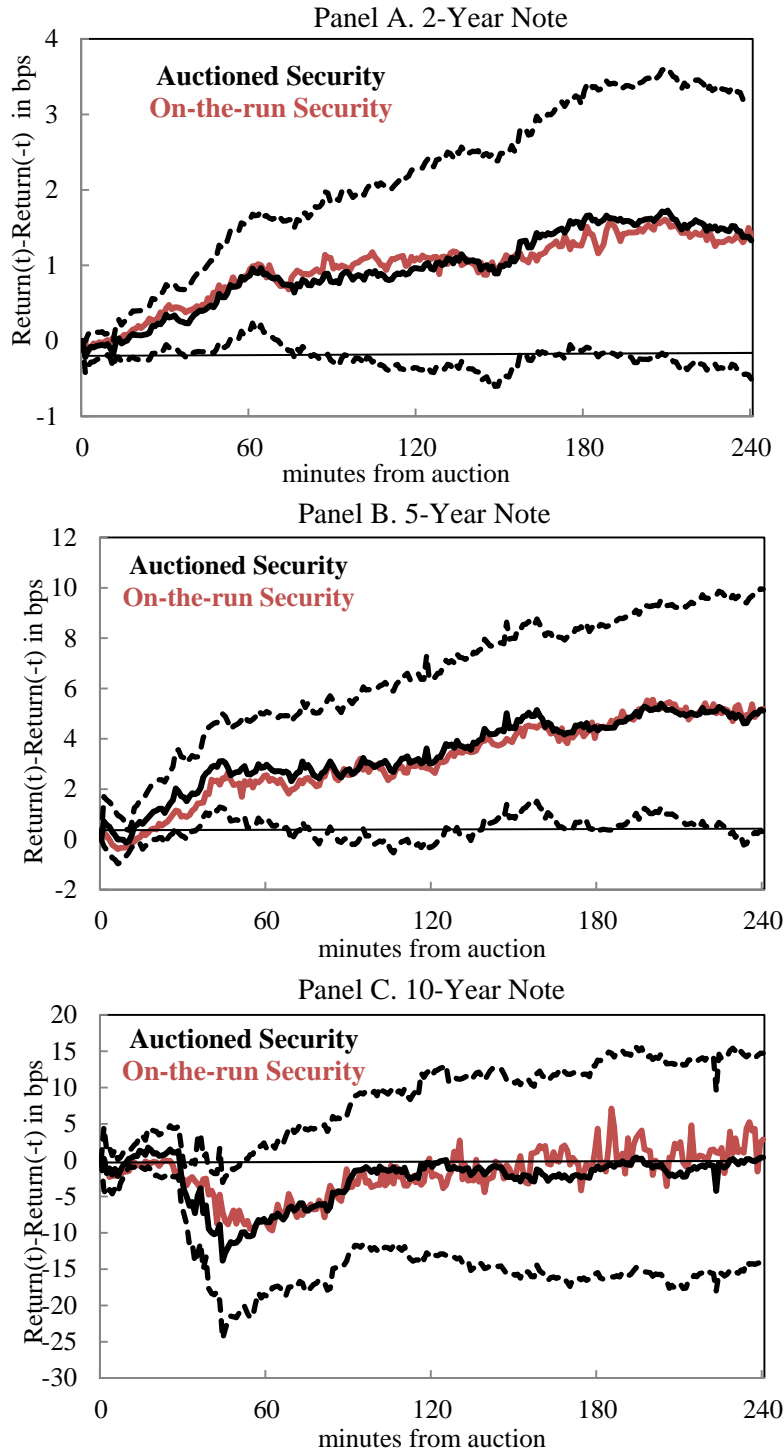 Panel A. 2-Year Note
Return(t)-Return(-t) in bps
4
3
2
1
0
-1
Auctioned Security
On-the-run Security
0 60 120 180 240
minutes from auction
Panel B. 5-Year Note
Return(t)-Return(-t) in bps
12
10
8
6
4
2
0
-2
Auctioned Security
On-the-run Security
0 60 120 180 240
minutes from auction
Panel C. 10-Year Note
Return(t)-Return(-t) in bps
20
15
10
5
0
-5
-10
-15
-20
-25
-30
Auctioned Security
On-the-run Security
0 60 120 180 240
minutes from auction